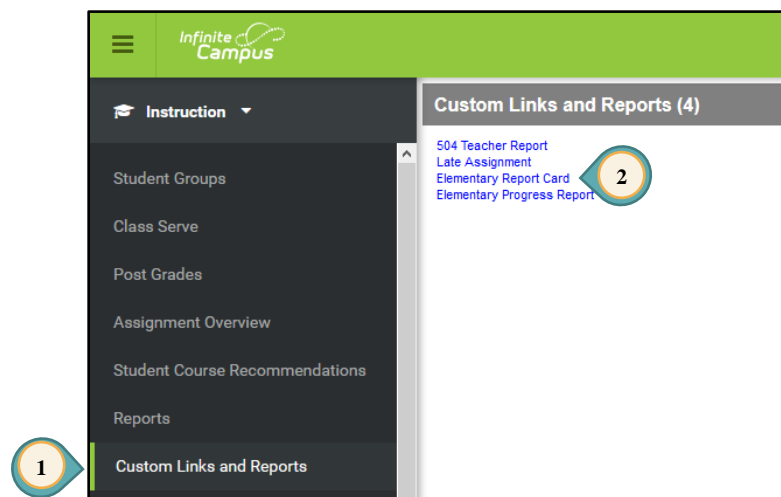 Infinite
Campus
Instruction
Custom Links and Reports (4)
504 Teacher Report
Late Assignment
Elementary Report Card
Elementary Progress Report
2
Student Groups
Class Serve
Post Grades
Assignment Overview
Student Course Recommendations
Reports
1
Custom Links and Reports